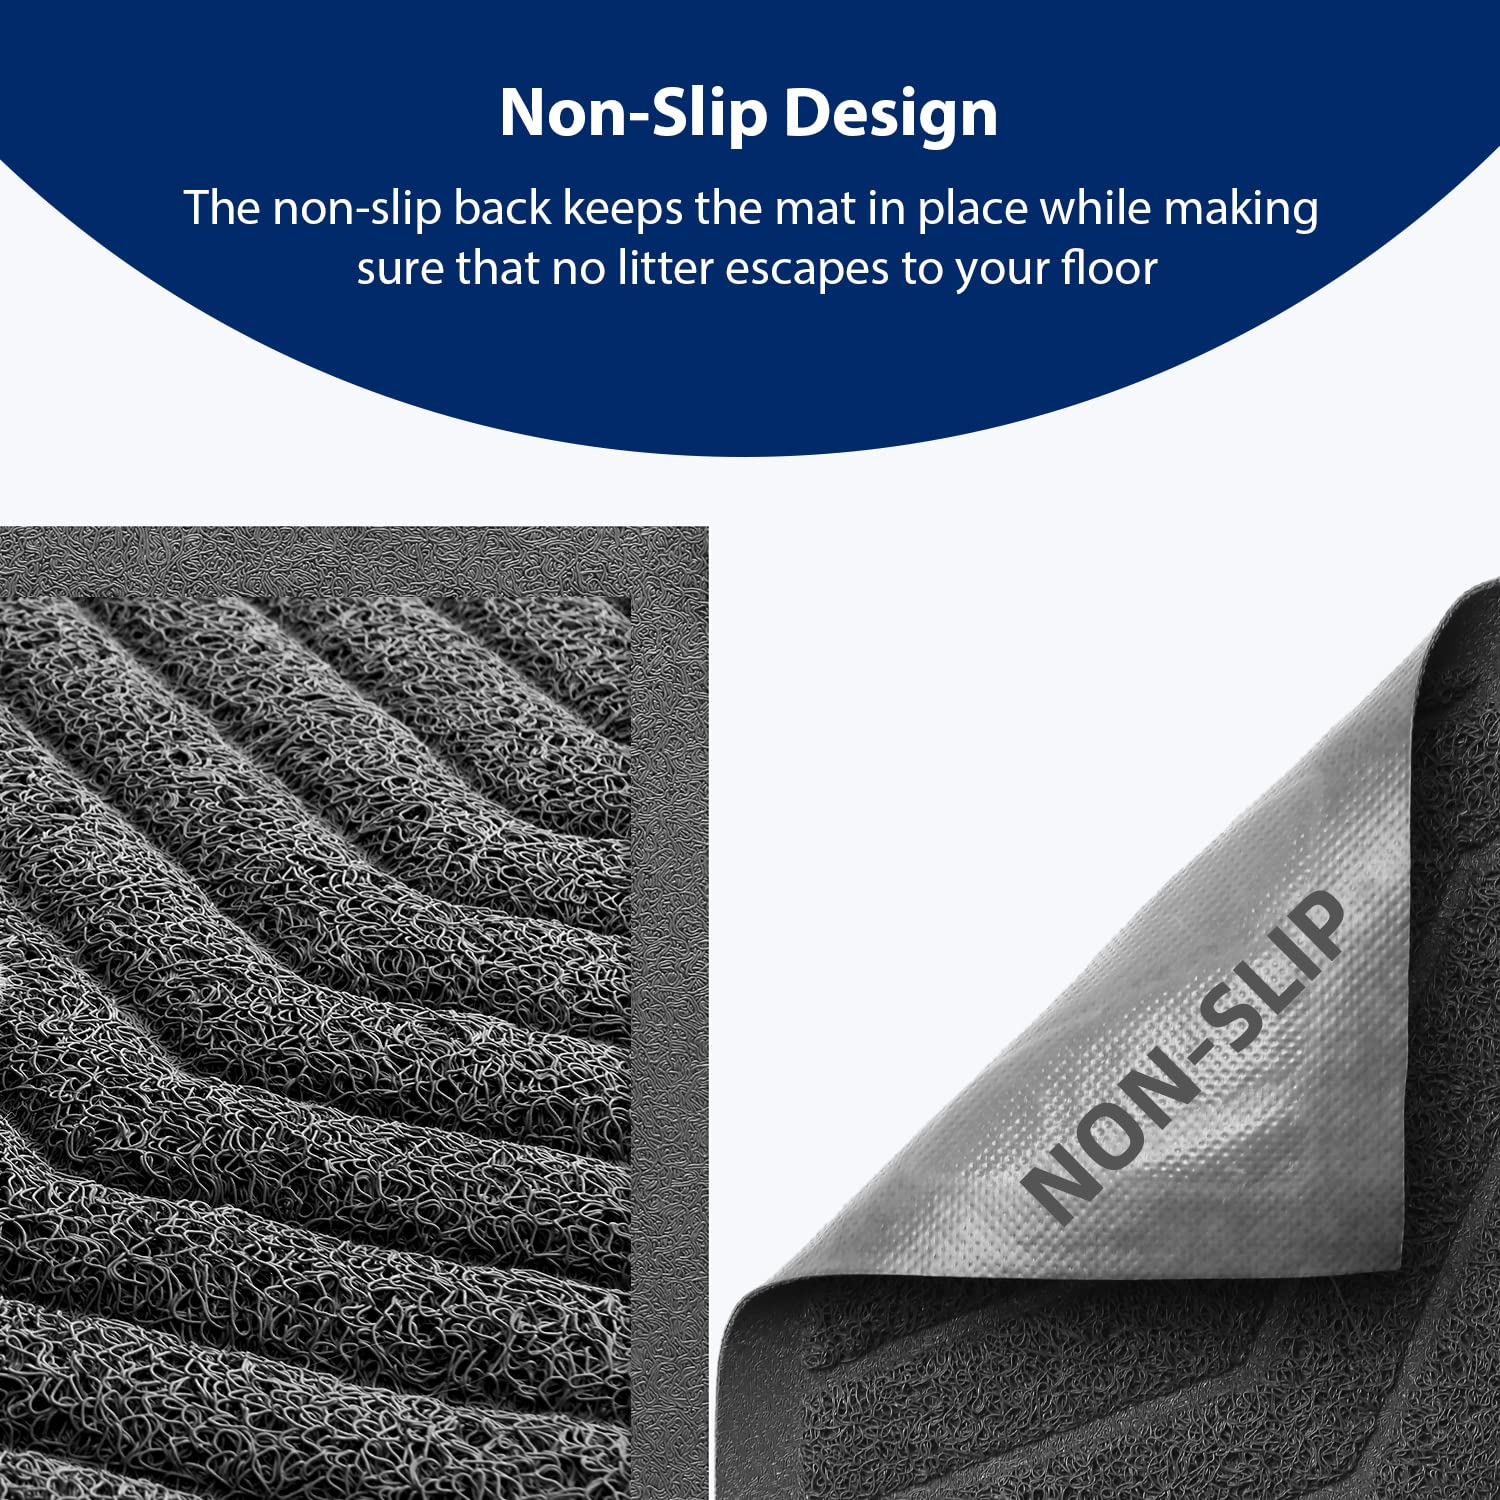 Non-Slip Design
The non-slip back keeps the mat in place while making
sure that no litter escapes to your floor
NON-SLIP